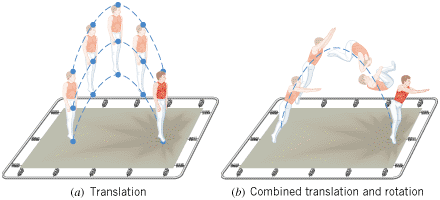 (a) Translation
(b) Combined translation and rotation